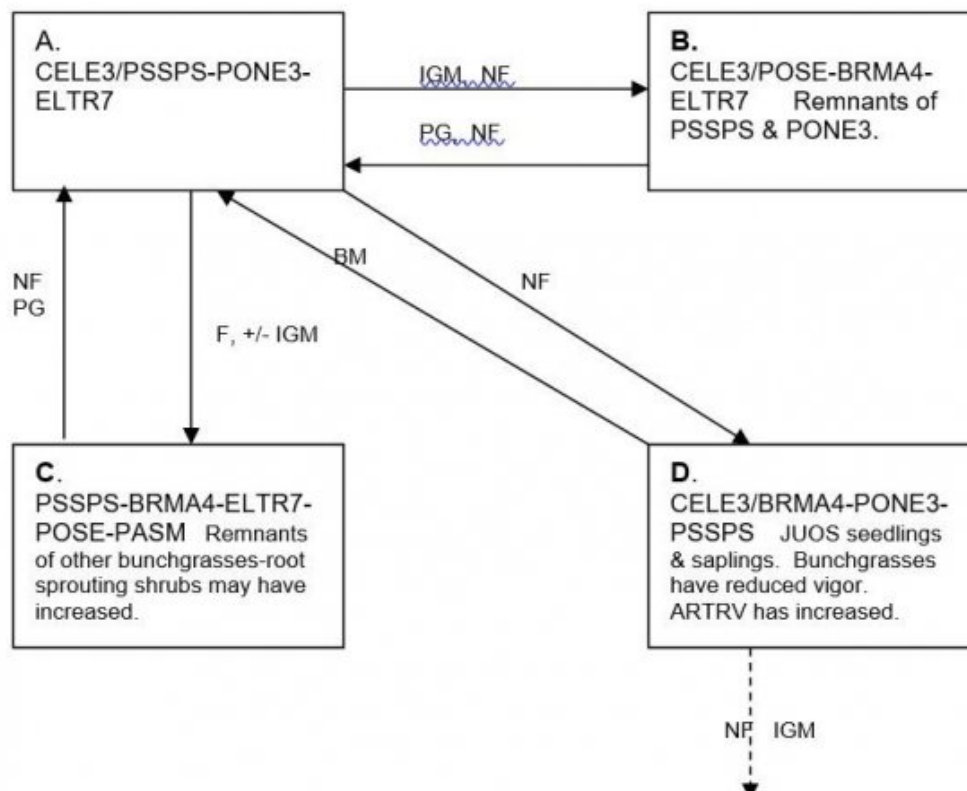 A.
CELE3/PSSPS-PONE3-
ELTR7
IGM, NF
PG, NF
B.
CELE3/POSE-BRMA4-
ELTR7 Remnants of
PSSPS & PONE3.
BM
NF
NF
PG
F, +/- IGM
C.
PSSPS-BRMA4-ELTR7-
POSE-PASM Remnants
of other bunchgrasses-root
sprouting shrubs may have
increased.
D.
CELE3/BRMA4-PONE3-
PSSPS JUOS seedlings
& saplings. Bunchgrasses
have reduced vigor.
ARTRV has increased.
NF IGM